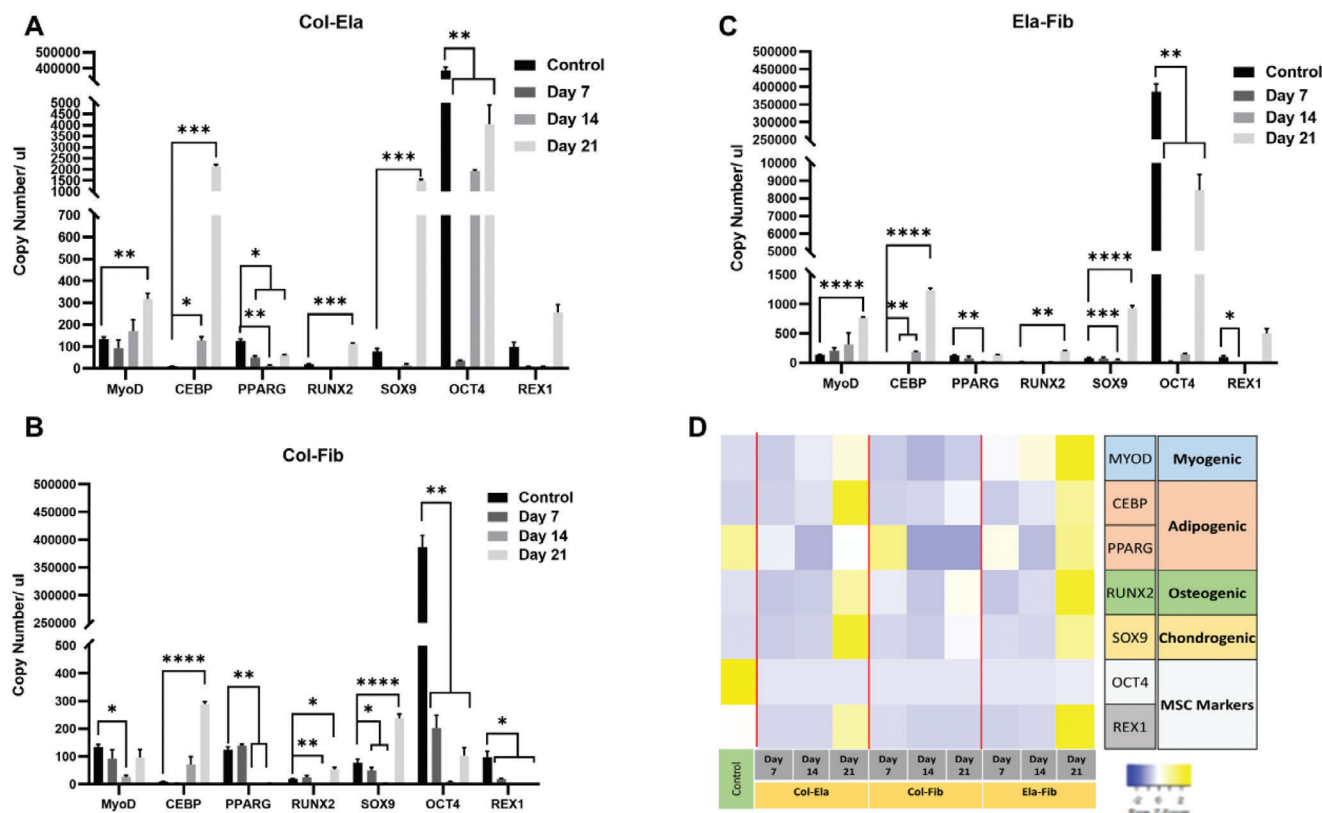 A
Col-Ela
Copy Number/ ul
500000
400000
5000
4500
4000
3500
3000
2500
2000
1500
1000
700
600
500
400
300
200
100
0
**
***
*
*
**
***
***
**
Control
Day 7
Day 14
Day 21
MyoD CEBP PPARG RUNX2 SOX9 OCT4 REX1
B
Col-Fib
Copy Number/ ul
500000
450000
400000
350000
300000
250000
500
400
300
200
100
0
*
****
**
*
**
****
*
**
*
Control
Day 7
Day 14
Day 21
MyoD CEBP PPARG RUNX2 SOX9 OCT4 REX1
C
Ela-Fib
Copy Number/ ul
500000
450000
400000
350000
300000
250000
10000
9000
8000
7000
6000
5000
1500
1000
500
0
****
****
**
**
**
****
***
**
*
Control
Day 7
Day 14
Day 21
MyoD CEBP PPARG RUNX2 SOX9 OCT4 REX1
D
MYOD Myogenic
CEBP
Adipogenic
PPARG
RUNX2 Osteogenic
SOX9 Chondrogenic
OCT4
MSC Markers
REX1
Control
Day 7 Day 14 Day 21 Day 7 Day 14 Day 21 Day 7 Day 14 Day 21
Col-Ela Col-Fib Ela-Fib
-2 0 2